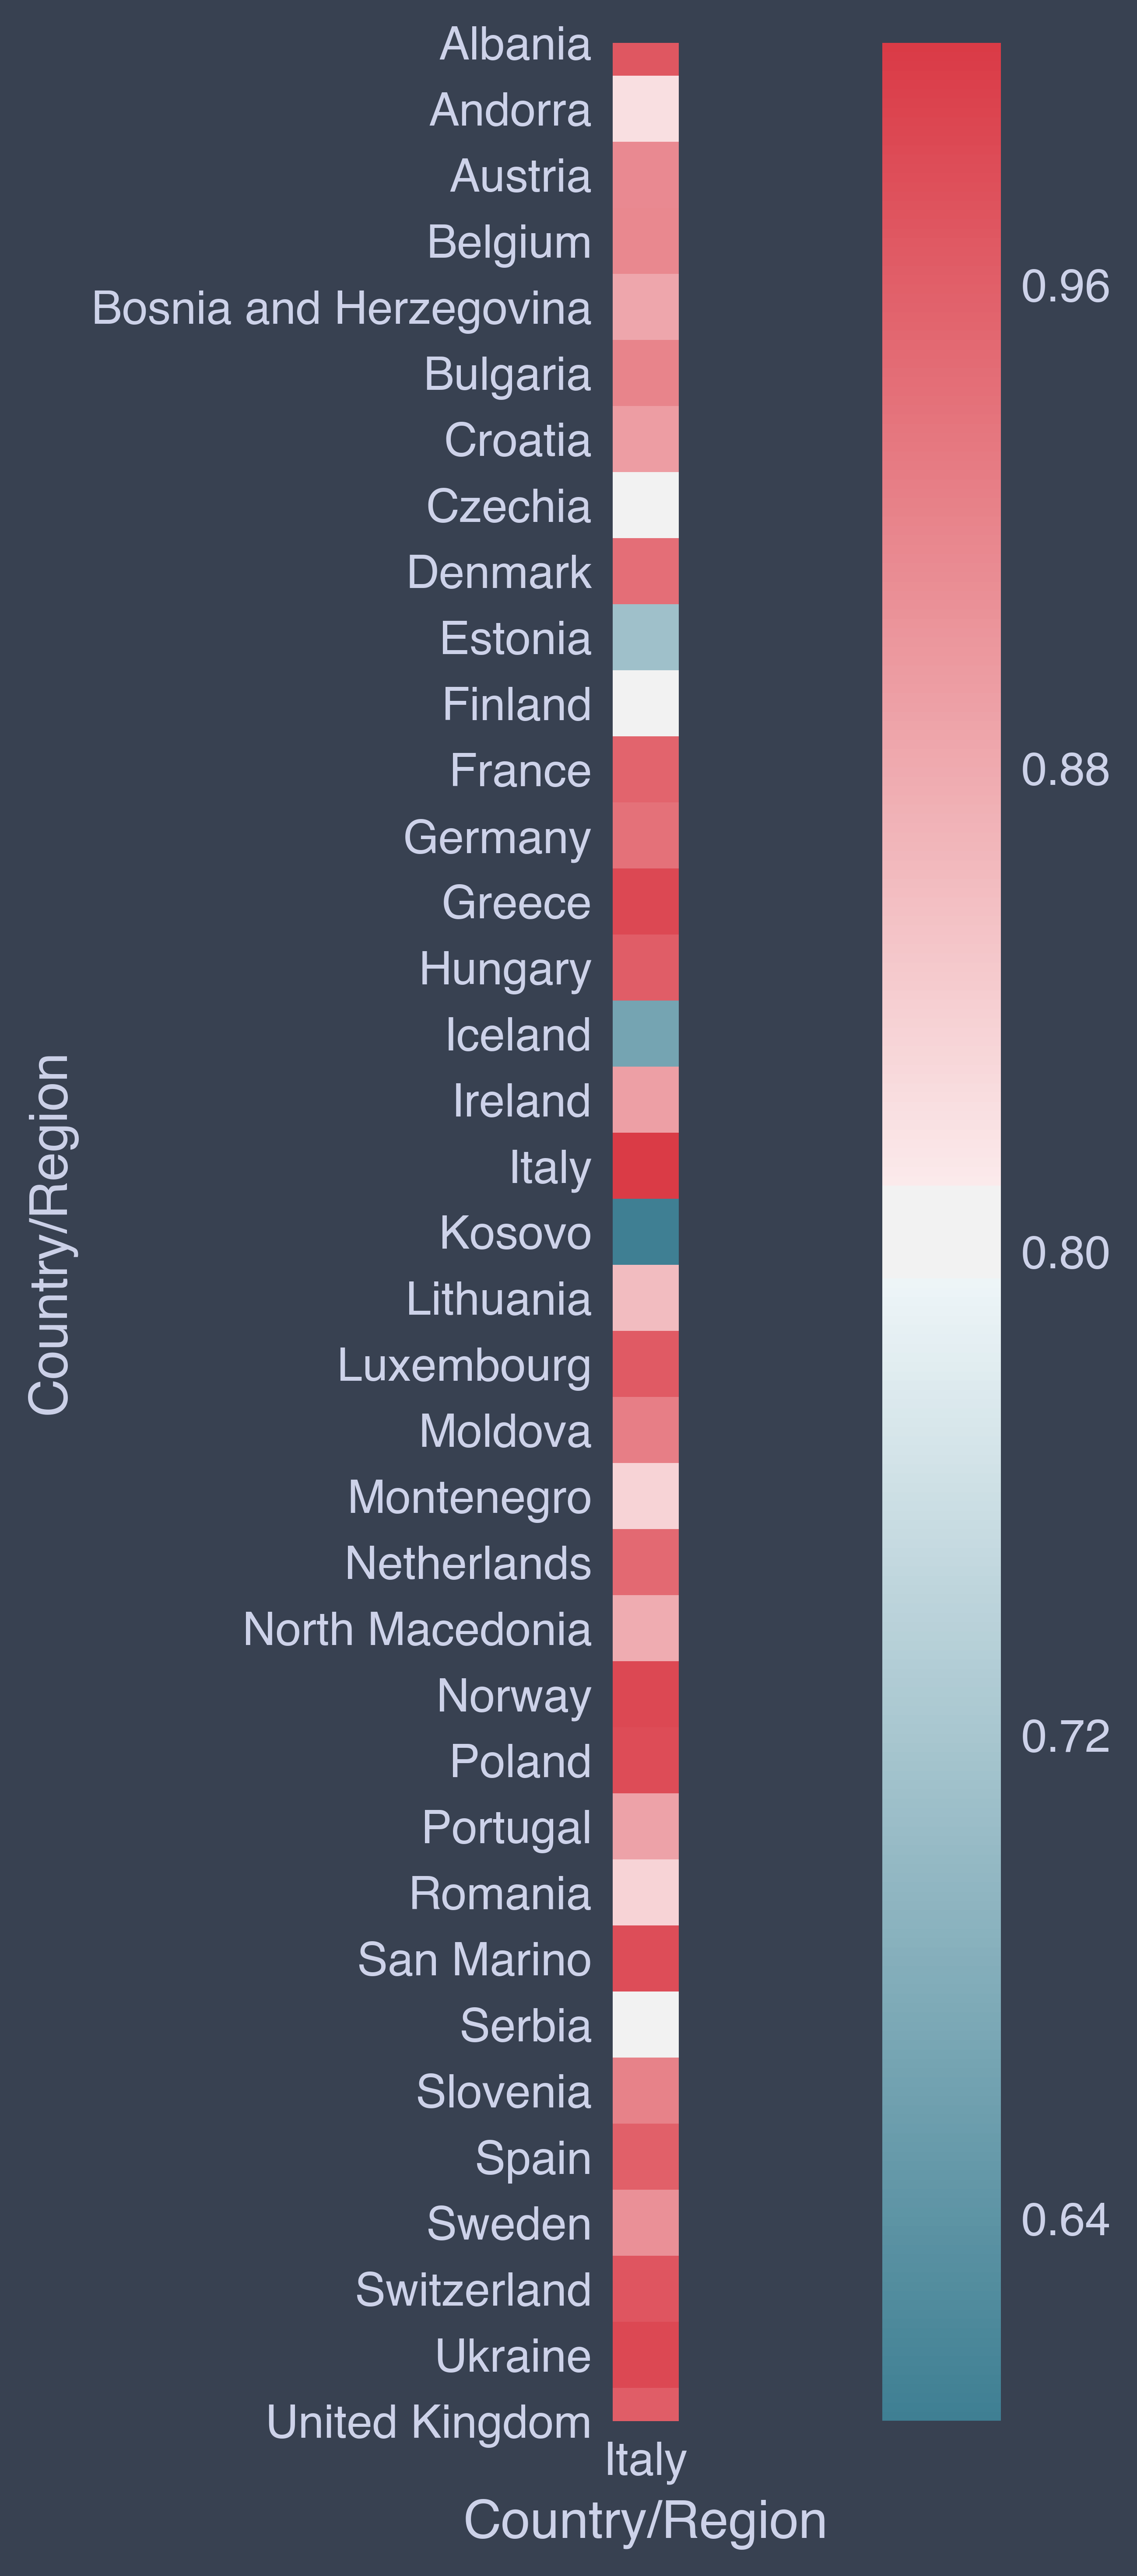 Albania
Andorra
Austria
Belgium
Bosnia and Herzegovina
Bulgaria
Croatia
Czechia
Denmark
Estonia
Finland
France
Germany
Greece
Hungary
Iceland
Ireland
Italy
Kosovo
Lithuania
Luxembourg
Moldova
Montenegro
Netherlands
North Macedonia
Norway
Poland
Portugal
Romania
San Marino
Serbia
Slovenia
Spain
Sweden
Switzerland
Ukraine
United Kingdom
Country/Region
Italy
Country/Region
0.96
0.88
0.80
0.72
0.64